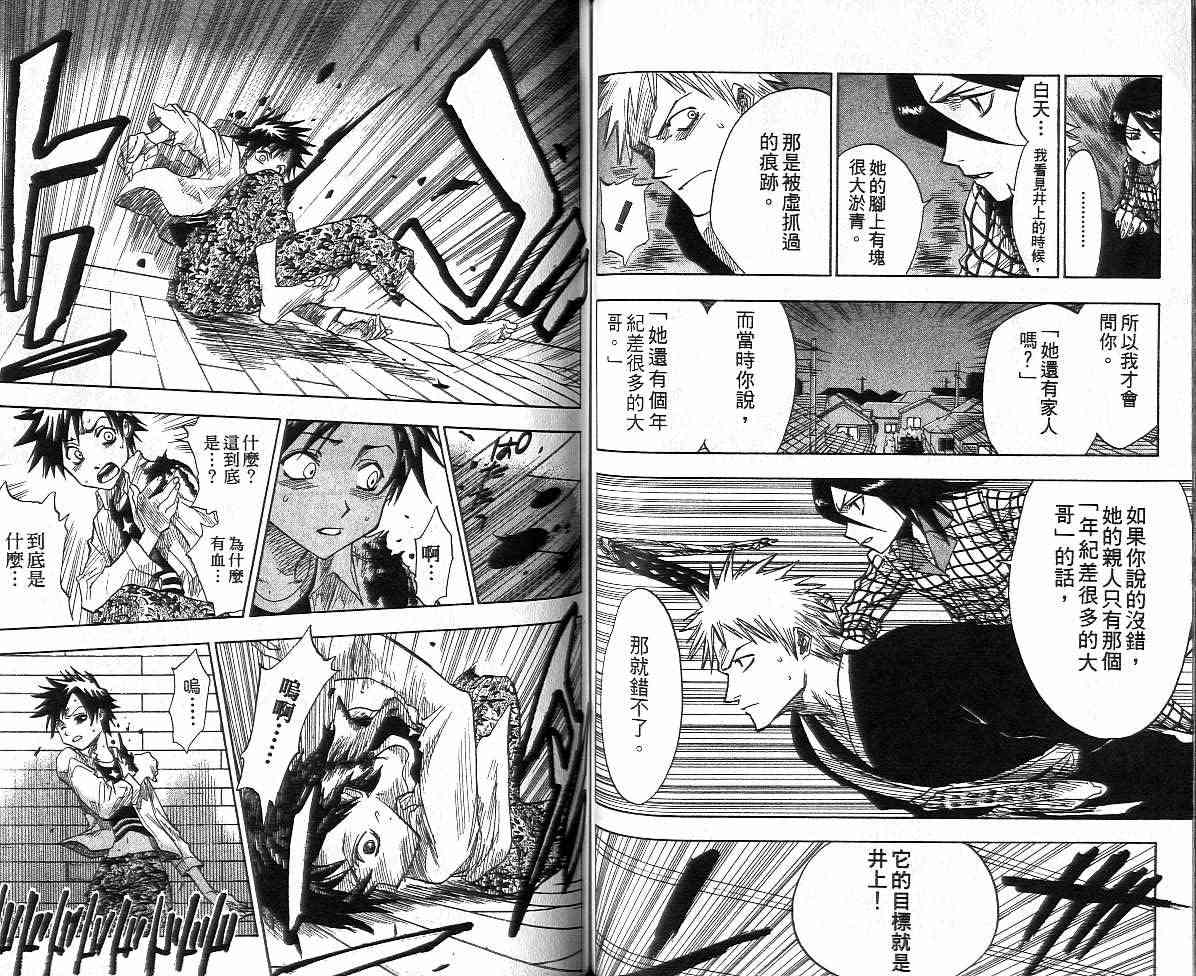 …………
白天…
我看見井上的時候，
她的腳上有塊
很大淤青。
那是被虛抓過
的痕跡。
！
所以我才會
問你。
「她還有家人
嗎？」
而當時你說，
「她還有個年
紀差很多的大
哥。」
如果你說的沒錯，
她的親人只有那個
「年紀差很多的大
哥」的話，
那就錯不了。
它的目標就是
井上！
ドン
啊…
什麼？
這到底
是…？
為什麼
有血…
到底是
什麼…
嗚啊……
嗚……